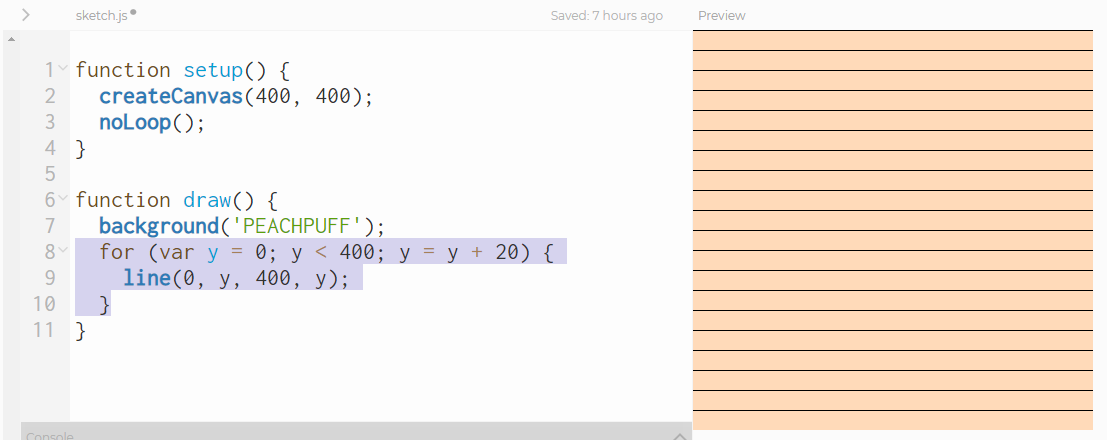 sketch.js
Saved: 7 hours ago
Preview
1 function setup() {
2   createCanvas(400, 400);
3   noLoop();
4 }
5
6 function draw() {
7   background('PEACHPUFF');
8   for (var y = 0; y < 400; y = y + 20) {
9     line(0, y, 400, y);
10   }
11 }
Console